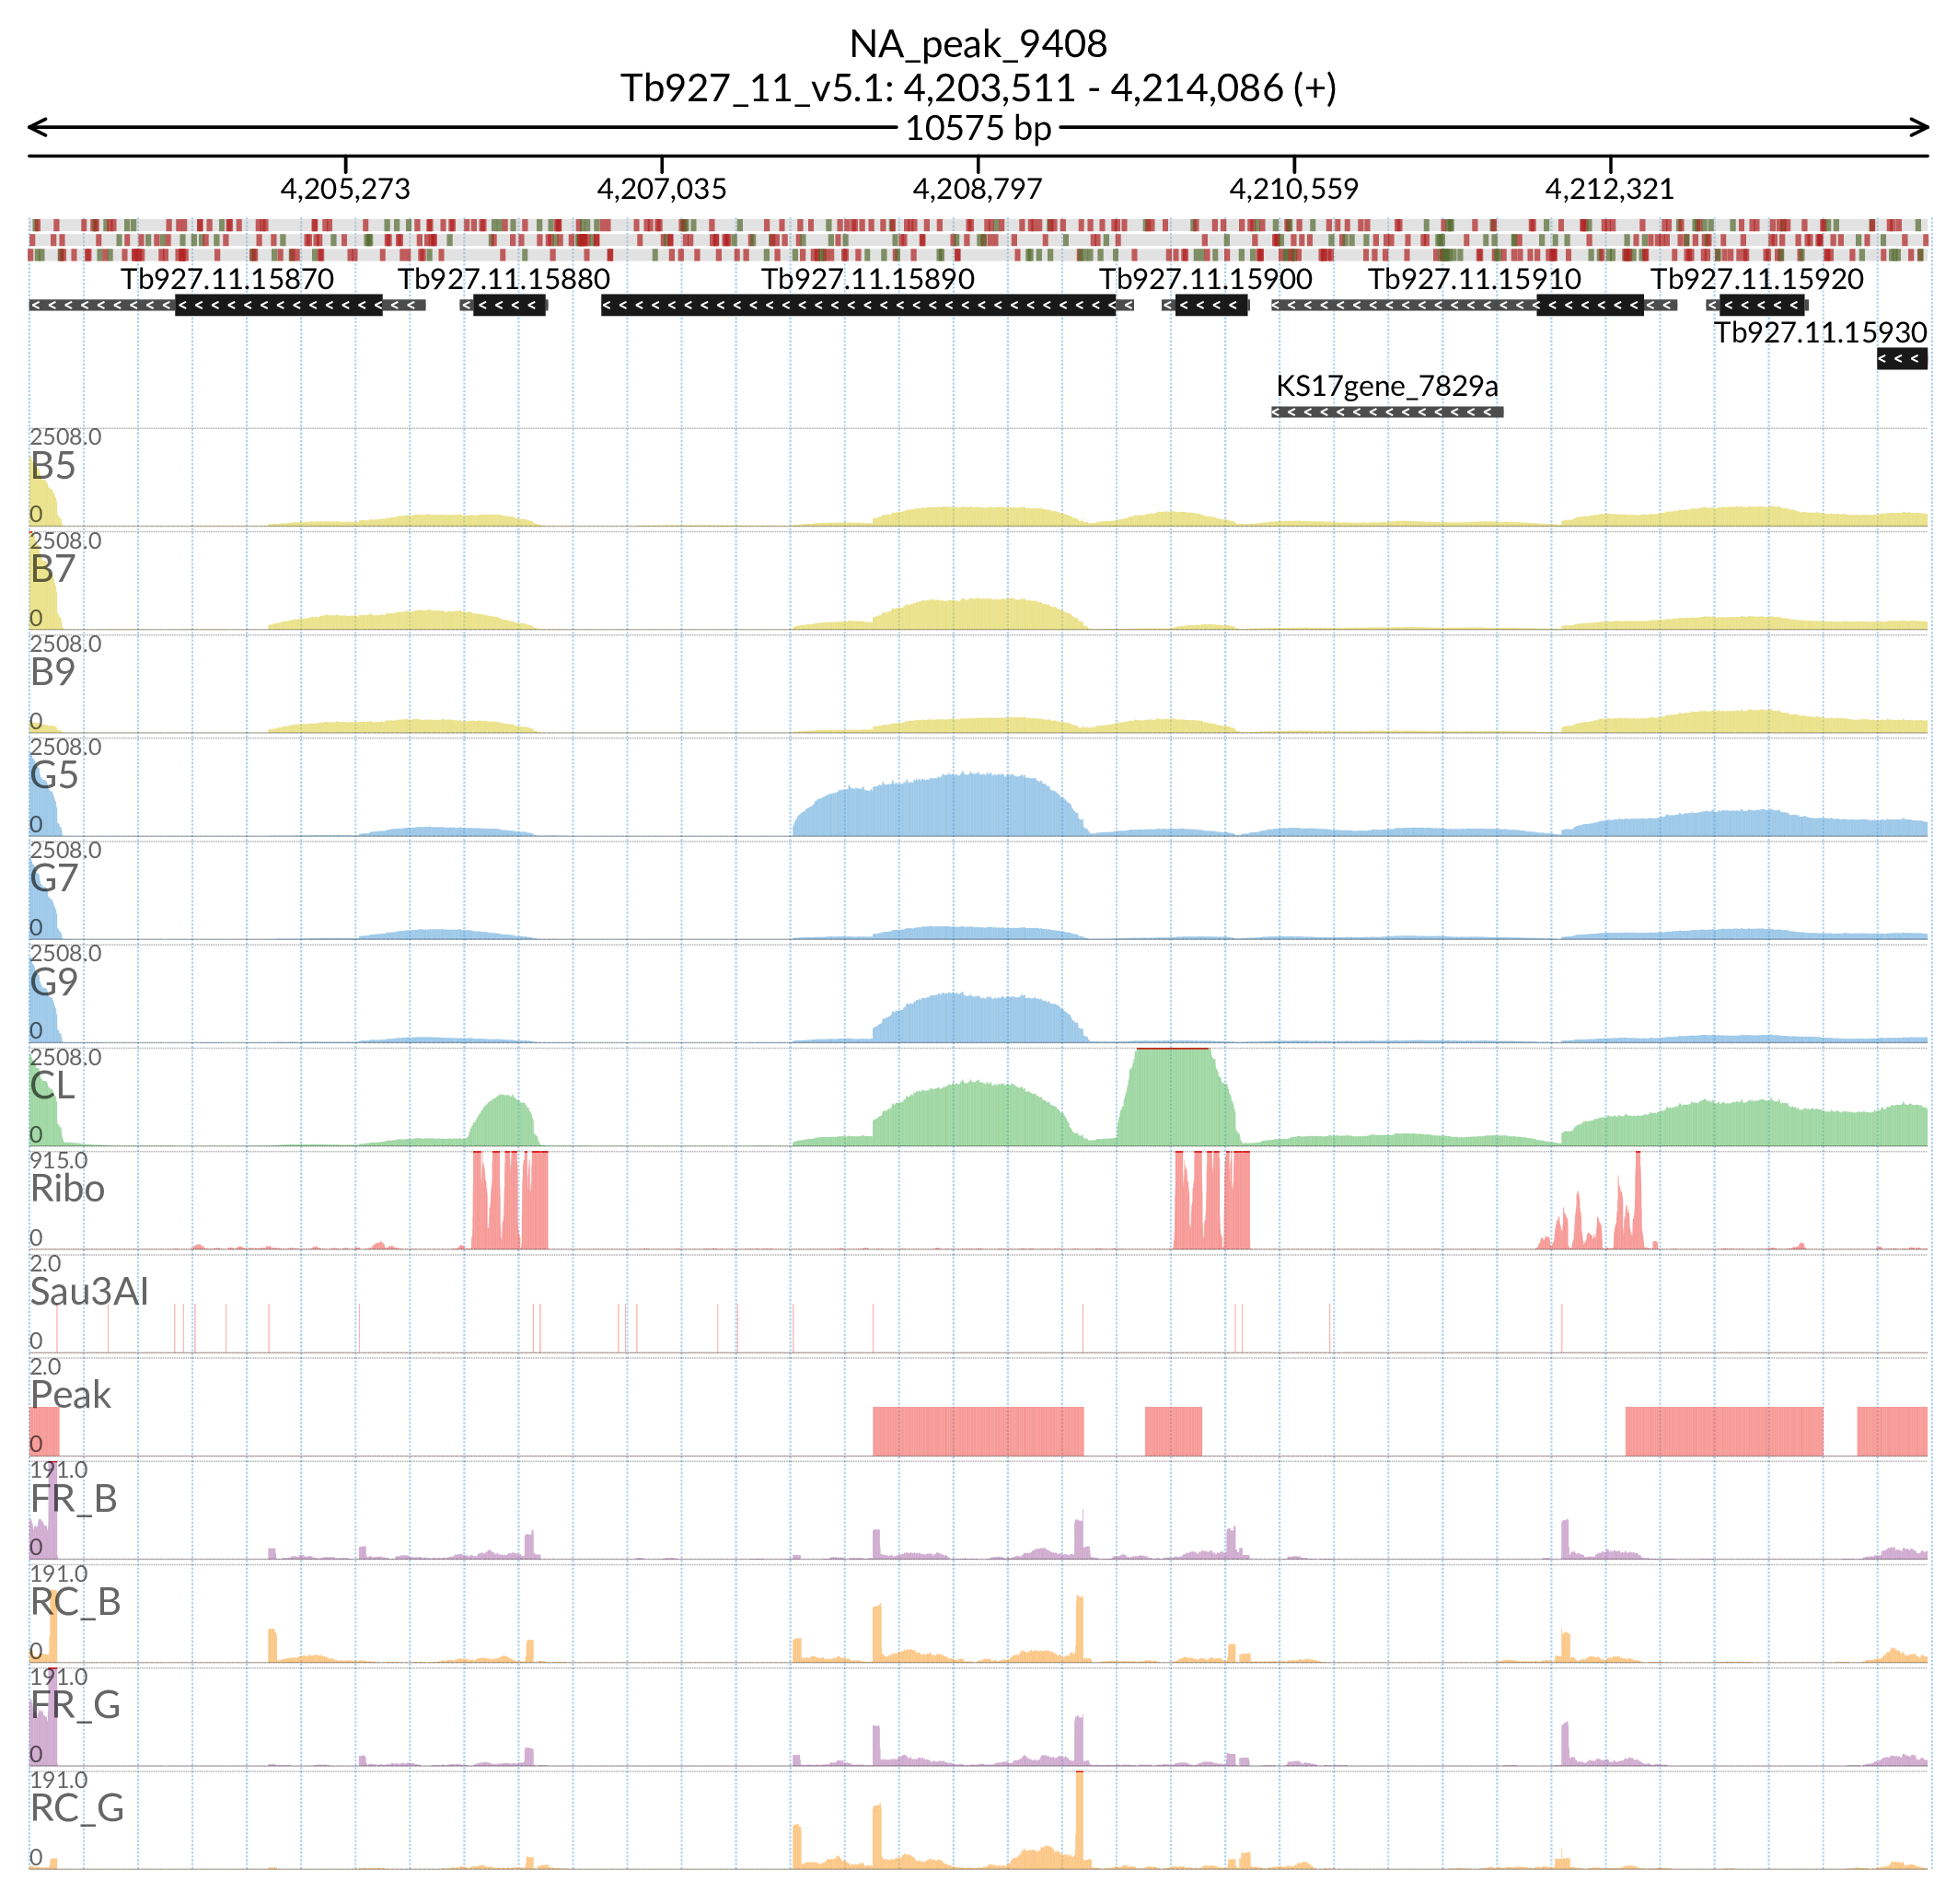 NA_peak_9408
Tb927_11_v5.1: 4,203,511 - 4,214,086 (+)
10575 bp
4,205,273 4,207,035 4,208,797 4,210,559 4,212,321
Tb927.11.15870 Tb927.11.15880 Tb927.11.15890 Tb927.11.15900 Tb927.11.15910 Tb927.11.15920
Tb927.11.15930
KS17gene_7829a
2508.0
B5
0
2508.0
B7
0
2508.0
B9
0
2508.0
G5
0
2508.0
G7
0
2508.0
G9
0
2508.0
CL
0
915.0
Ribo
0
2.0
Sau3AI
0
2.0
Peak
0
191.0
FR_B
0
191.0
RC_B
0
191.0
FR_G
0
191.0
RC_G
0